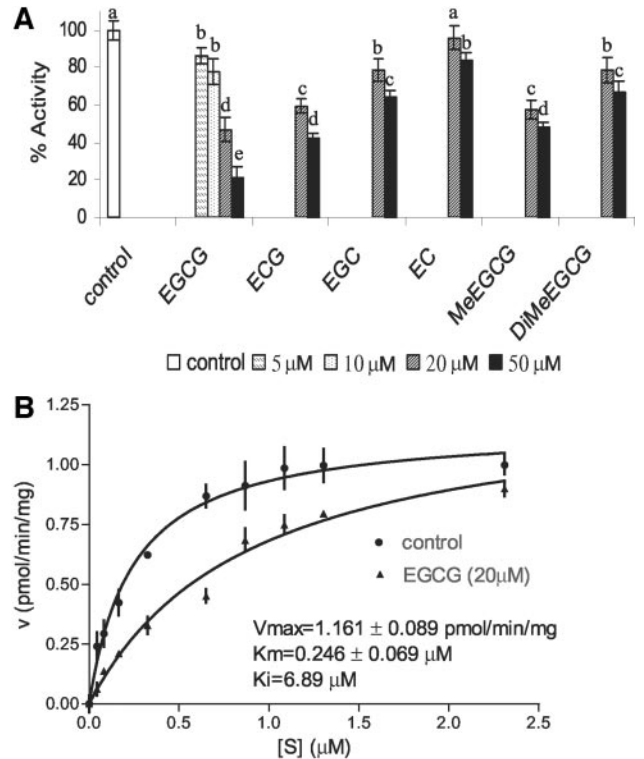 A
% Activity
100
80
60
40
20
0
a
b b d e
c d
b c
a b
c d
b c
control EGCG ECG EGC EC MeEGCG DiMeEGCG
control 5 μM 10 μM 20 μM 50 μM
B
v (pmol/min/mg)
1.25
1.00
0.75
0.50
0.25
0.00
control
EGCG (20μM)
Vmax=1.161 ± 0.089 pmol/min/mg
Km=0.246 ± 0.069 μM
Ki=6.89 μM
0.0 0.5 1.0 1.5 2.0 2.5
[S] (μM)